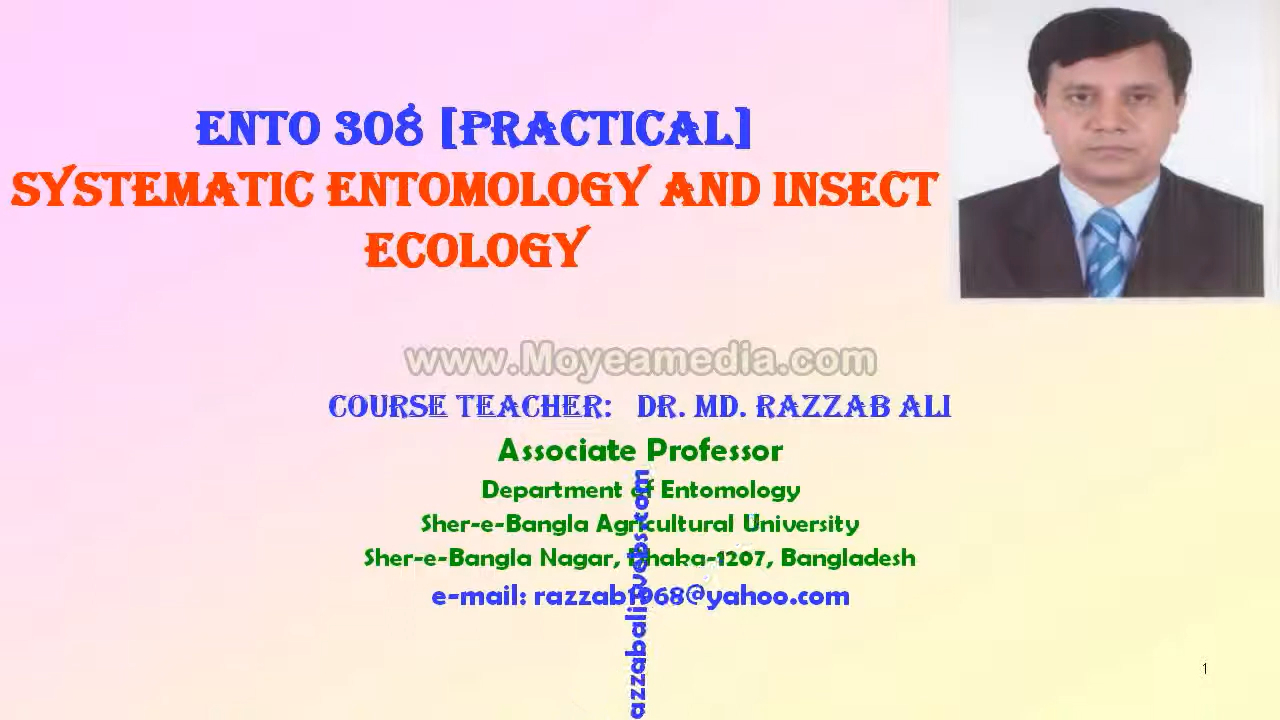 ENTO 308 [PRACTICAL]
SYSTEMATIC ENTOMOLOGY AND INSECT
ECOLOGY
www.Moyeamedia.com
COURSE TEACHER: DR. MD. RAZZAB ALI
Associate Professor
Department of Entomology
Sher-e-Bangla Agricultural University
Sher-e-Bangla Nagar, Dhaka-1207, Bangladesh
e-mail: razzab1968@yahoo.com
1